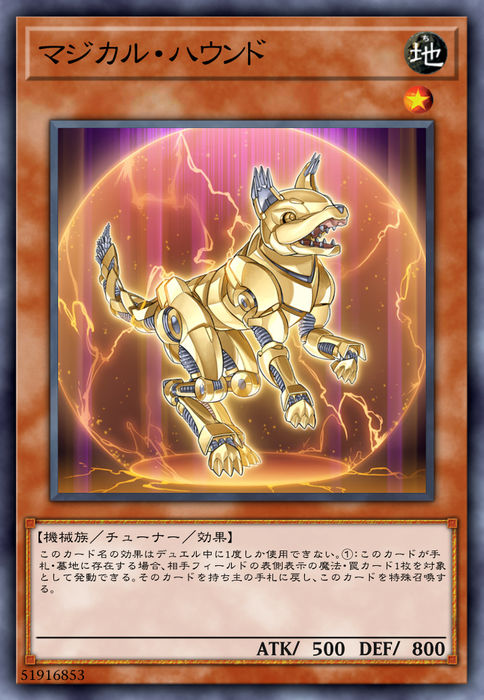 マジカル・ハウンド
ち
地
【機械族／チューナー／効果】
このカード名の効果はデュエル中に1度しか使用できない。①：このカードが手
札・墓地に存在する場合、相手フィールドの表側表示の魔法・罠カード1枚を対象
として発動できる。そのカードを持ち主の手札に戻し、このカードを特殊召喚す
る。
ATK/ 500 DEF/ 800
51916853